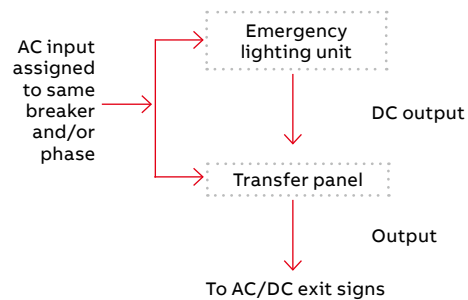 AC input
assigned
to same
breaker
and/or
phase
Emergency
lighting unit
DC output
Transfer panel
Output
To AC/DC exit signs